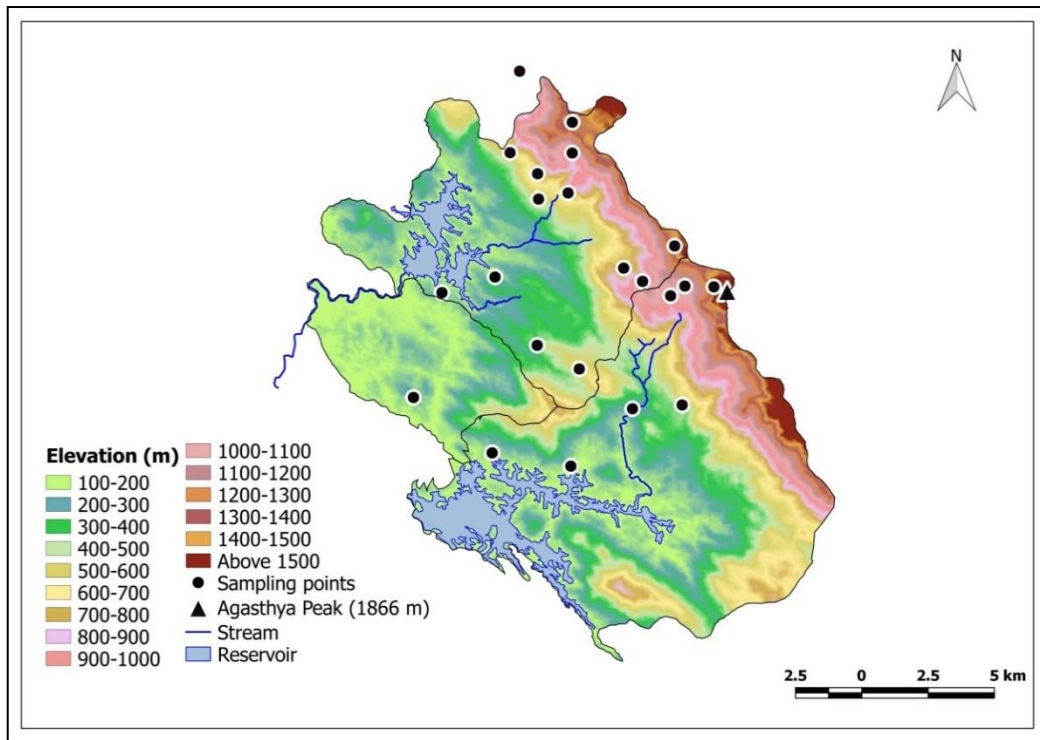 N
Elevation (m)
100-200
200-300
300-400
400-500
500-600
600-700
700-800
800-900
900-1000
1000-1100
1100-1200
1200-1300
1300-1400
1400-1500
Above 1500
Sampling points
Agasthya Peak (1866 m)
Stream
Reservoir
2.5 0 2.5 5 km